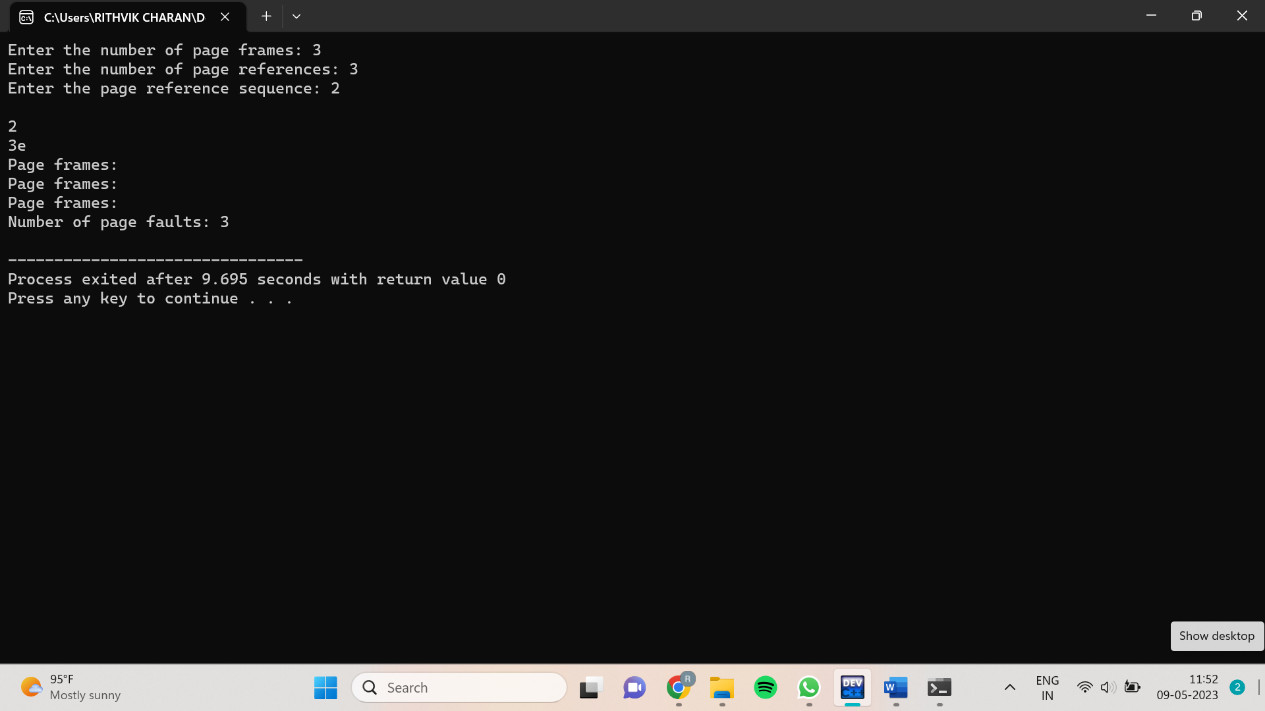 C:\Users\RITHVIK CHARAN\D
Enter the number of page frames: 3
Enter the number of page references: 3
Enter the page reference sequence: 2
2
3e
Page frames:
Page frames:
Page frames:
Number of page faults: 3
--------------------------------
Process exited after 9.695 seconds with return value 0
Press any key to continue . . .
Show desktop
95°F
Mostly sunny
Search
R
DEV
W
ENG
IN
11:52
09-05-2023
2